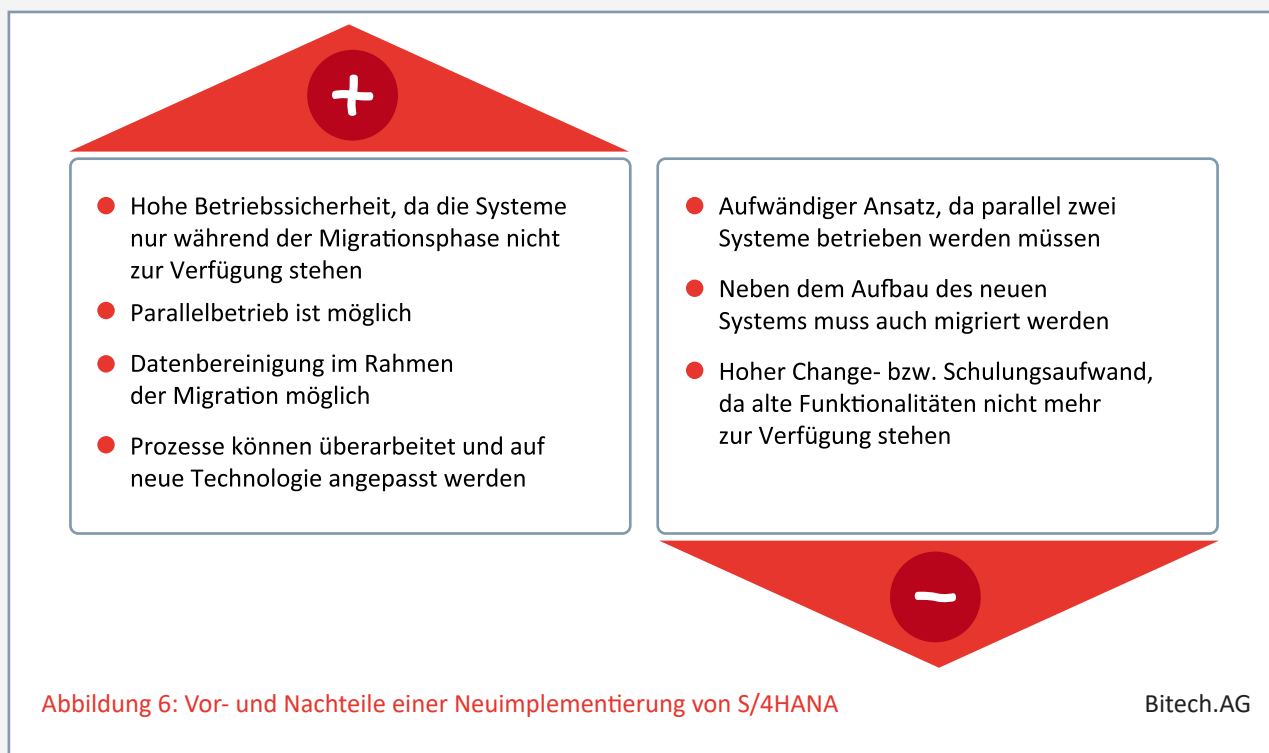 +
Hohe Betriebssicherheit, da die Systeme
nur während der Migrationsphase nicht
zur Verfügung stehen
Parallelbetrieb ist möglich
Datenbereinigung im Rahmen
der Migration möglich
Prozesse können überarbeitet und auf
neue Technologie angepasst werden
Aufwändiger Ansatz, da parallel zwei
Systeme betrieben werden müssen
Neben dem Aufbau des neuen
Systems muss auch migriert werden
Hoher Change- bzw. Schulungsaufwand,
da alte Funktionalitäten nicht mehr
zur Verfügung stehen
–
Abbildung 6: Vor- und Nachteile einer Neuimplementierung von S/4HANA
Bitech.AG